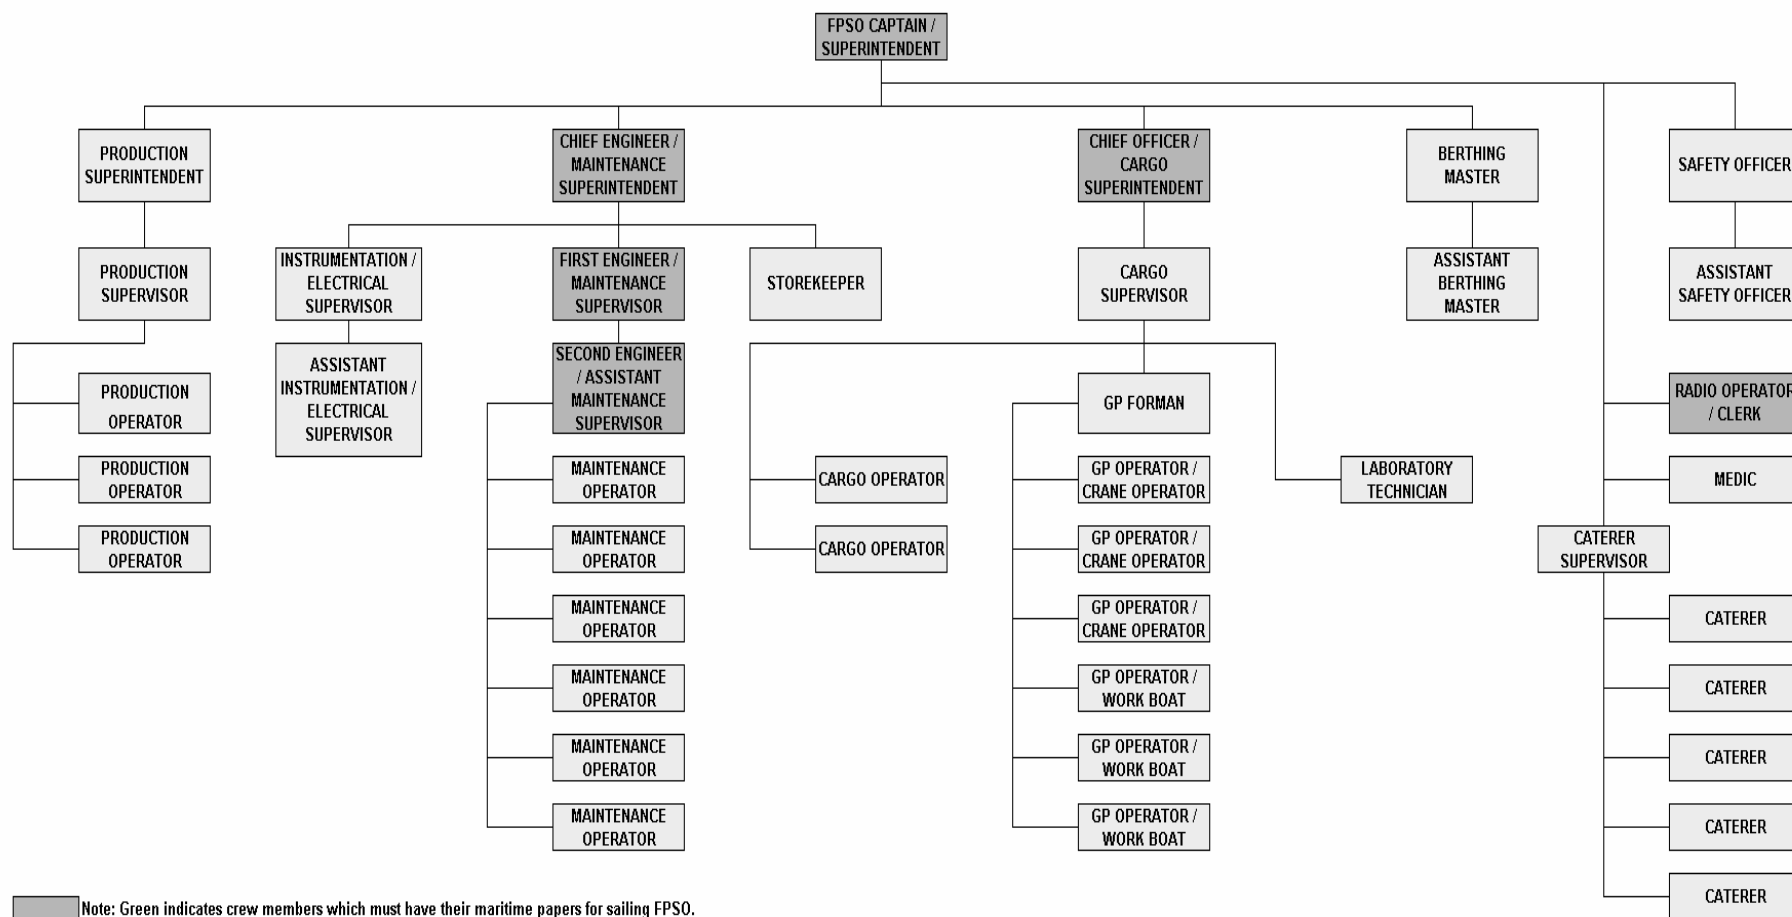 FPSO CAPTAIN /
SUPERINTENDENT
PRODUCTION
SUPERINTENDENT
CHIEF ENGINEER /
MAINTENANCE
SUPERINTENDENT
CHIEF OFFICER /
CARGO
SUPERINTENDENT
BERTHING
MASTER
SAFETY OFFICER
PRODUCTION
SUPERVISOR
INSTRUMENTATION /
ELECTRICAL
SUPERVISOR
FIRST ENGINEER /
MAINTENANCE
SUPERVISOR
STOREKEEPER
CARGO
SUPERVISOR
ASSISTANT
BERTHING
MASTER
ASSISTANT
SAFETY OFFICER
PRODUCTION
OPERATOR
ASSISTANT
INSTRUMENTATION /
ELECTRICAL
SUPERVISOR
SECOND ENGINEER
/ ASSISTANT
MAINTENANCE
SUPERVISOR
GP FORMAN
RADIO OPERATOR
/ CLERK
PRODUCTION
OPERATOR
MAINTENANCE
OPERATOR
CARGO OPERATOR
GP OPERATOR /
CRANE OPERATOR
LABORATORY
TECHNICIAN
MEDIC
PRODUCTION
OPERATOR
MAINTENANCE
OPERATOR
CARGO OPERATOR
GP OPERATOR /
CRANE OPERATOR
CATERER
SUPERVISOR
MAINTENANCE
OPERATOR
GP OPERATOR /
CRANE OPERATOR
CATERER
MAINTENANCE
OPERATOR
GP OPERATOR /
WORK BOAT
CATERER
MAINTENANCE
OPERATOR
GP OPERATOR /
WORK BOAT
CATERER
MAINTENANCE
OPERATOR
GP OPERATOR /
WORK BOAT
CATERER
CATERER
Note: Green indicates crew members which must have their maritime papers for sailing FPSO.